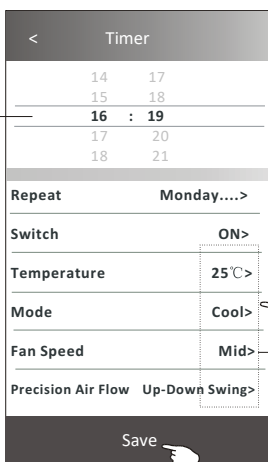 < Timer
14 17
15 18
16 : 19
17 20
18 21
Repeat Monday....>
Switch ON>
Temperature 25℃>
Mode Cool>
Fan Speed Mid>
Precision Air Flow Up-Down Swing>
Save